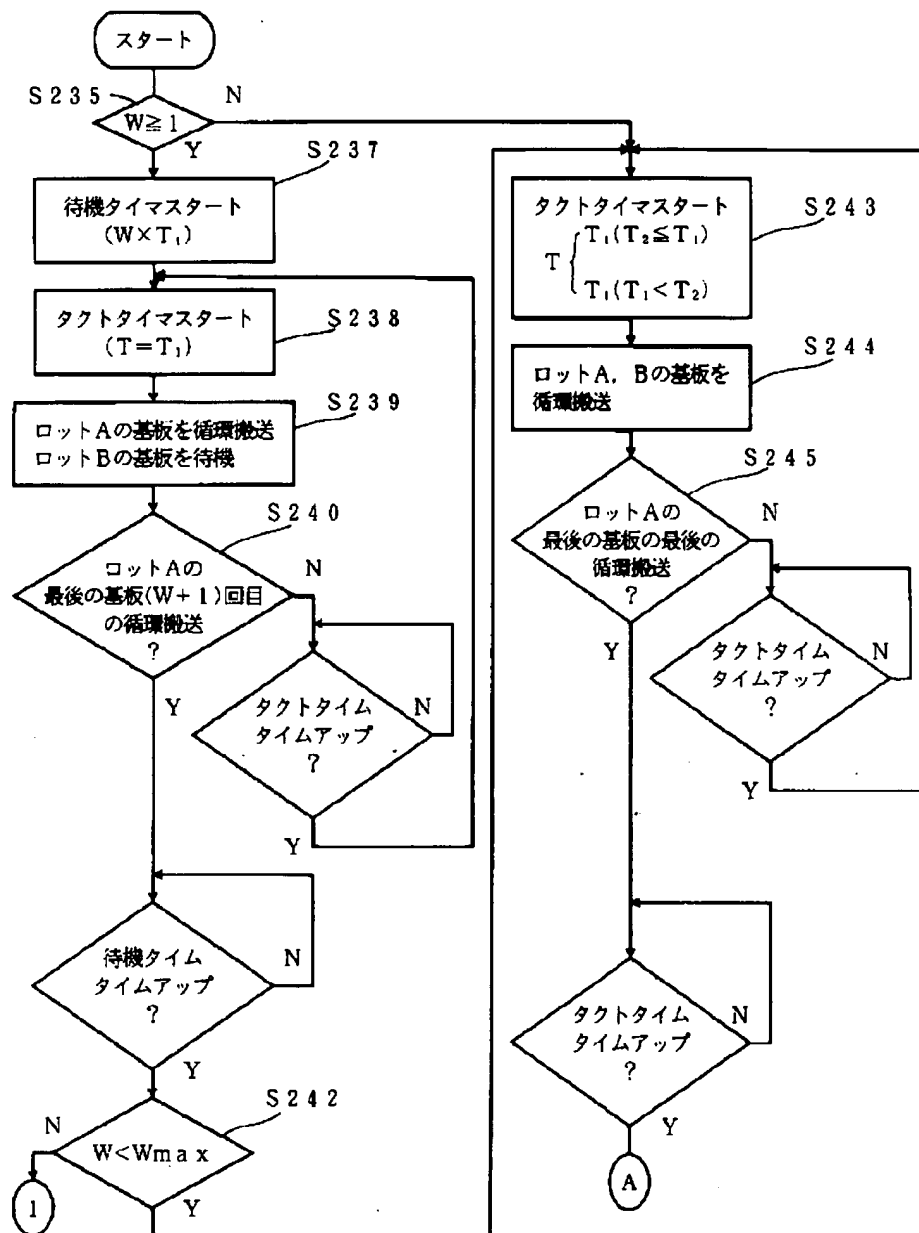 スタート
S235
N
W≧1
Y
S237
待機タイマスタート
(W×T₁)
タクトタイマスタート
(T=T₁)
S238
S239
ロットAの基板を循環搬送
ロットBの基板を待機
S240
ロットAの
最後の基板(W+1)回目
の循環搬送
?
N
Y
タクトタイム
タイムアップ
?
N
Y
待機タイム
タイムアップ
?
N
Y
S242
N
W<Wmax
1
Y
タクトタイマスタート
T₁(T₂≦T₁)
T
T₁(T₁<T₂)
S243
S244
ロットA，Bの基板を
循環搬送
S245
ロットAの
最後の基板の最後の
循環搬送
?
N
Y
タクトタイム
タイムアップ
?
N
Y
タクトタイム
タイムアップ
?
N
Y
A